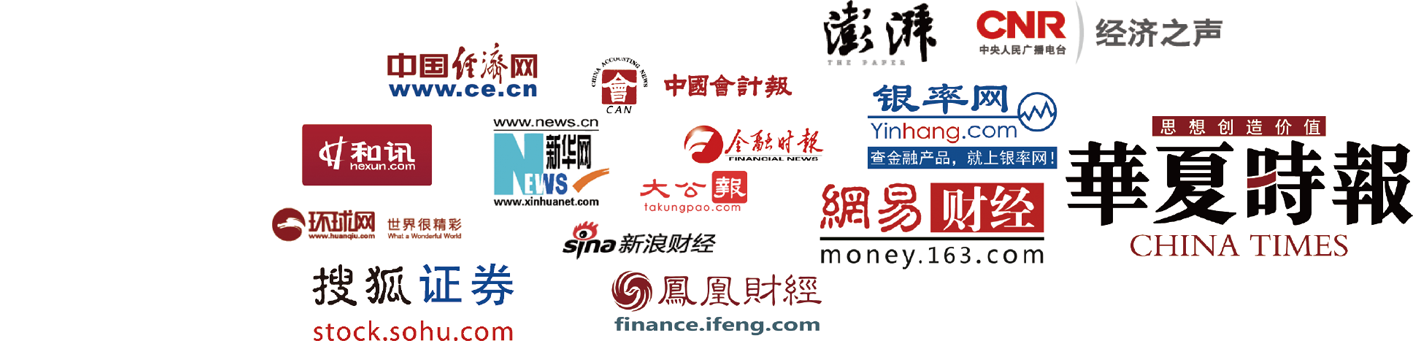 澎湃
THE PAPER
CNR
中央人民广播电台
经济之声
中国经濟网
www.ce.cn
CHINA ACCOUNTING NEWS
會
CAN
中國會計報
银率网
Yinhang.com
查金融产品，就上银率网!
思想创造价值
華夏時報
CHINA TIMES
和讯
hexun.com
www.news.cn
新华网
NEWS
www.xinhuanet.com
金融时报
FINANCIAL NEWS
大公報
takungpao.com
網易财经
money.163.com
环球网
www.huanqiu.com
世界很精彩
What a Wonderful World
sina新浪财经
搜狐证券
stock.sohu.com
鳳凰财經
finance.ifeng.com